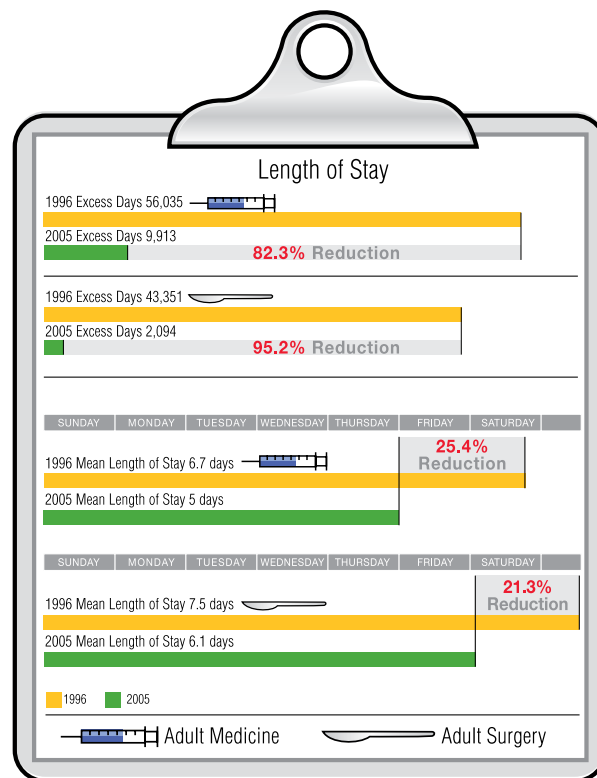 Length of Stay
1996 Excess Days 56,035
2005 Excess Days 9,913
82.3% Reduction
1996 Excess Days 43,351
2005 Excess Days 2,094
95.2% Reduction
SUNDAY MONDAY TUESDAY WEDNESDAY THURSDAY FRIDAY SATURDAY
25.4%
Reduction
1996 Mean Length of Stay 6.7 days
2005 Mean Length of Stay 5 days
SUNDAY MONDAY TUESDAY WEDNESDAY THURSDAY FRIDAY SATURDAY
21.3%
Reduction
1996 Mean Length of Stay 7.5 days
2005 Mean Length of Stay 6.1 days
1996 2005
Adult Medicine Adult Surgery